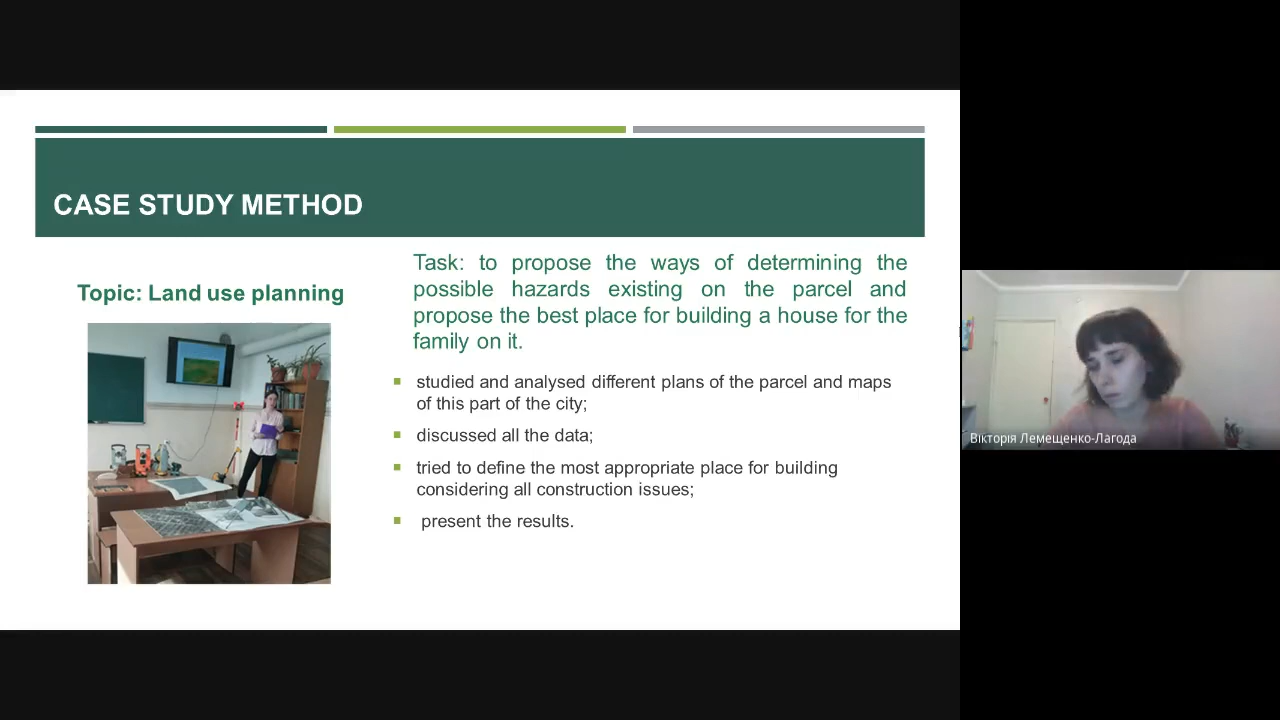 CASE STUDY METHOD
Topic: Land use planning
Task: to propose the ways of determining the
possible hazards existing on the parcel and
propose the best place for building a house for the
family on it.
studied and analysed different plans of the parcel and maps
of this part of the city;
discussed all the data;
tried to define the most appropriate place for building
considering all construction issues;
present the results.
Вікторія Лемещенко-Лагода